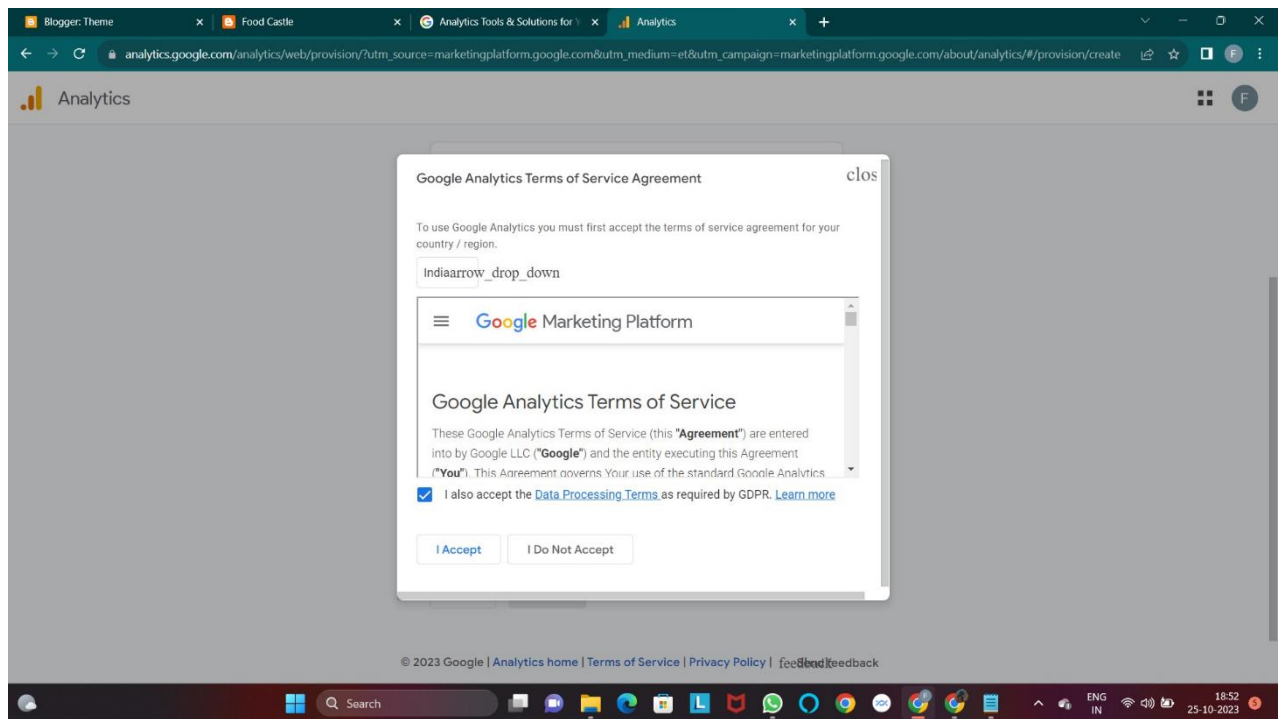 Blogger: Theme
Food Castle
Analytics Tools & Solutions for Y
Analytics
analytics.google.com/analytics/web/provision/?utm_source=marketingplatform.google.com&utm_medium=et&utm_campaign=marketingplatform.google.com/about/analytics/#/provision/create
F
Analytics
F
Google Analytics Terms of Service Agreement
clos
To use Google Analytics you must first accept the terms of service agreement for your
country / region.
Indiaarrow_drop_down
Google Marketing Platform
Google Analytics Terms of Service
These Google Analytics Terms of Service (this "Agreement") are entered
into by Google LLC ("Google") and the entity executing this Agreement
("You"). This Agreement governs Your use of the standard Google Analytics
I also accept the Data Processing Terms as required by GDPR. Learn more
I Accept
I Do Not Accept
© 2023 Google | Analytics home | Terms of Service | Privacy Policy | feedback
Search
L
ENG
IN
18:52
25-10-2023
5